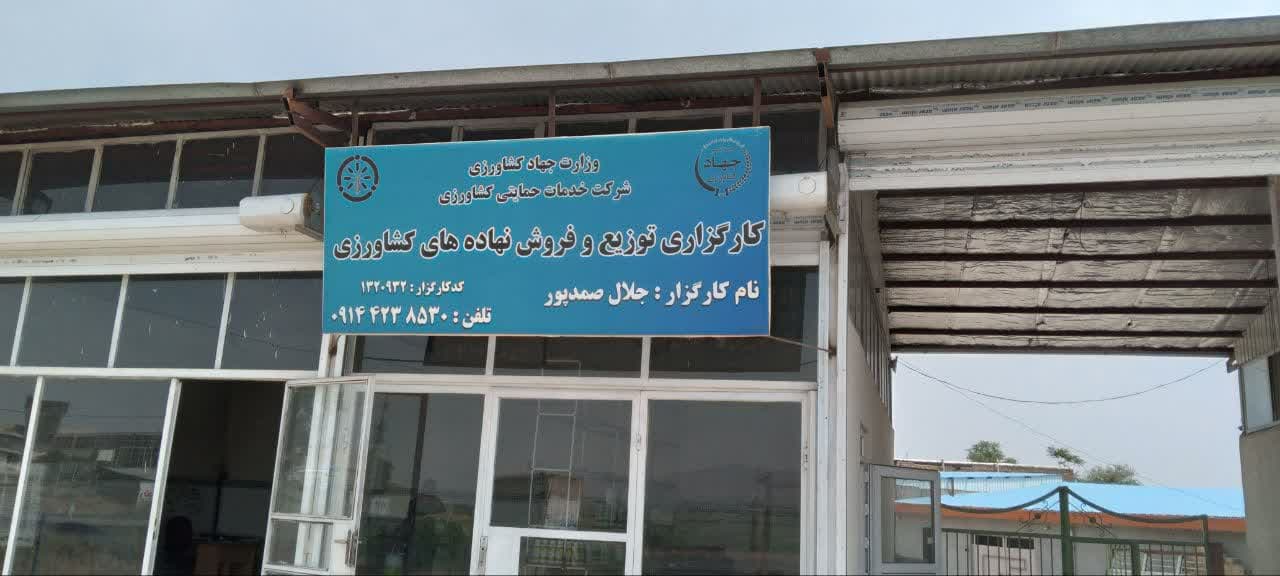 وزارت جهاد کشاورزی
شرکت خدمات حمایتی کشاورزی
جهاد
کارگزاری توزیع و فروش نهاده های کشاورزی
نام کارگزار : جلال صمدپور
کدکارگزار : ۱۳۲۰۹۳۲
تلفن : ۰۹۱۴ ۴۲۳ ۸۵۳۰